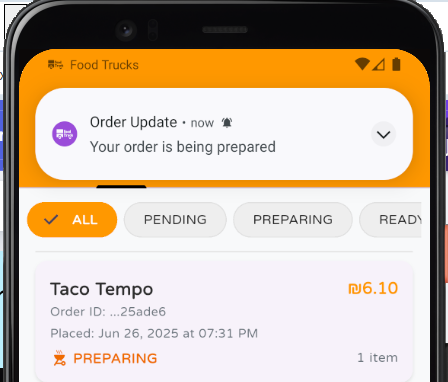 Food Trucks
Order Update • now
Your order is being prepared
ALL PENDING PREPARING READY
Taco Tempo ₪6.10
Order ID: ...25ade6
Placed: Jun 26, 2025 at 07:31 PM
PREPARING 1 item